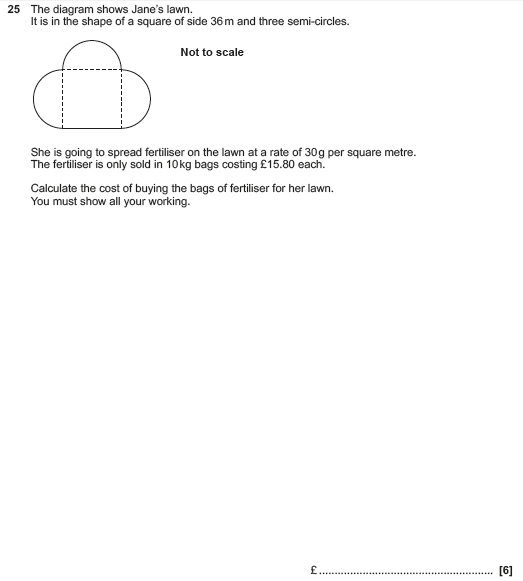 25 The diagram shows Jane's lawn.
It is in the shape of a square of side 36 m and three semi-circles.
Not to scale
She is going to spread fertiliser on the lawn at a rate of 30 g per square metre.
The fertiliser is only sold in 10 kg bags costing £15.80 each.
Calculate the cost of buying the bags of fertiliser for her lawn.
You must show all your working.
£ ........................................................ [6]